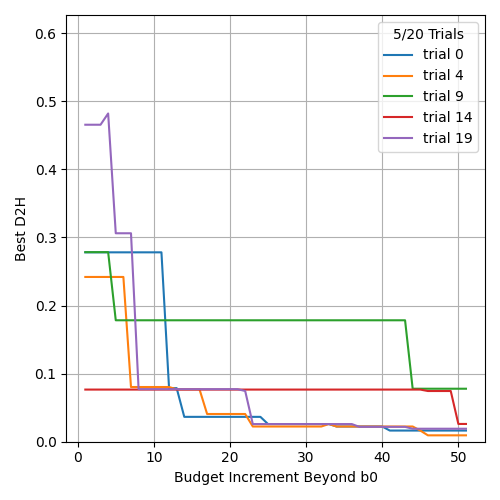 5/20 Trials
trial 0
trial 4
trial 9
trial 14
trial 19
0.6
0.5
0.4
0.3
0.2
0.1
0.0
Best D2H
0 10 20 30 40 50
Budget Increment Beyond b0